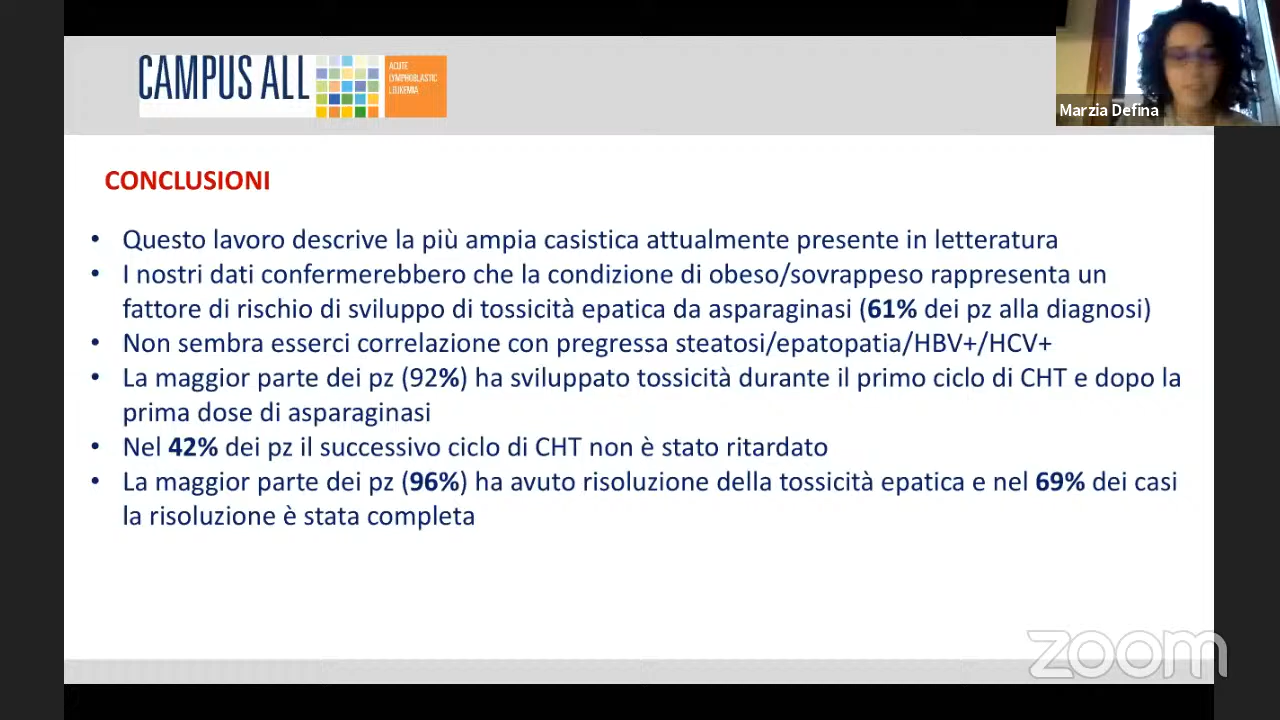 CAMPUS ALL
ACUTE
LYMPHOBLASTIC
LEUKEMIA
Marzia Defina
CONCLUSIONI
• Questo lavoro descrive la più ampia casistica attualmente presente in letteratura
• I nostri dati confermerebbero che la condizione di obeso/sovrappeso rappresenta un
fattore di rischio di sviluppo di tossicità epatica da asparaginasi (61% dei pz alla diagnosi)
• Non sembra esserci correlazione con pregressa steatosi/epatopatia/HBV+/HCV+
• La maggior parte dei pz (92%) ha sviluppato tossicità durante il primo ciclo di CHT e dopo la
prima dose di asparaginasi
• Nel 42% dei pz il successivo ciclo di CHT non è stato ritardato
• La maggior parte dei pz (96%) ha avuto risoluzione della tossicità epatica e nel 69% dei casi
la risoluzione è stata completa
zoom